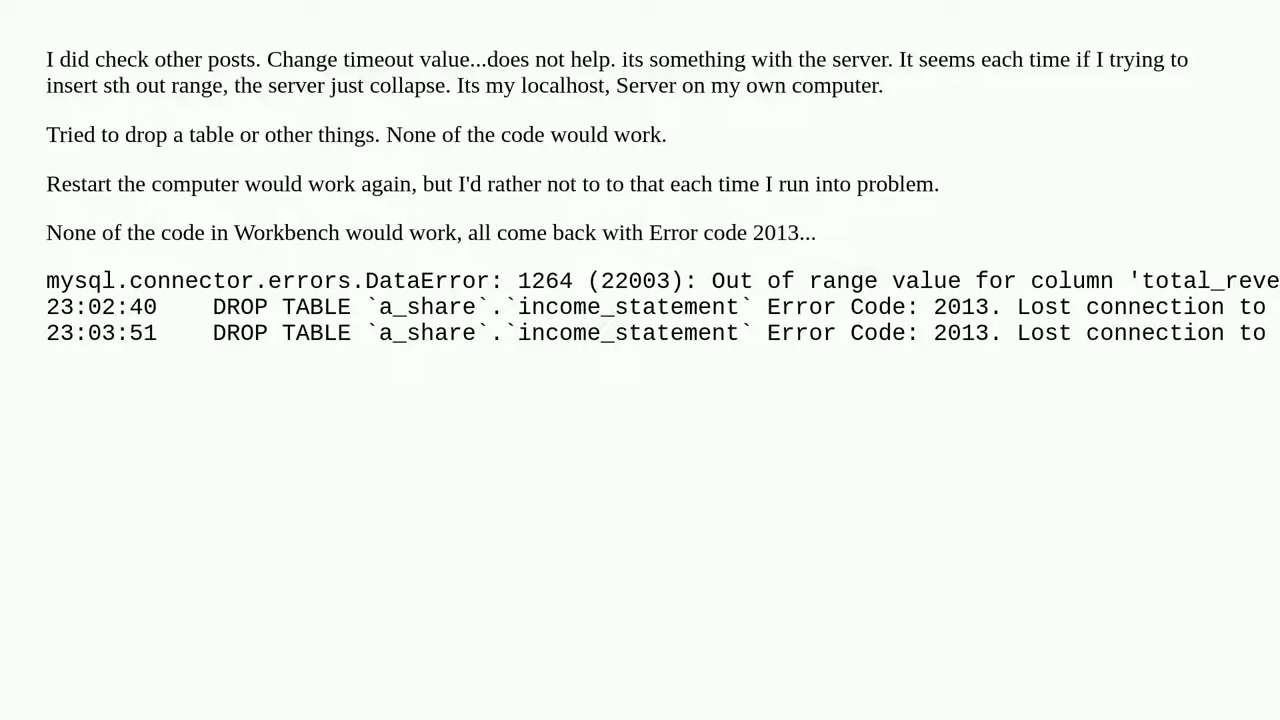 I did check other posts. Change timeout value...does not help. its something with the server. It seems each time if I trying to
insert sth out range, the server just collapse. Its my localhost, Server on my own computer.
Tried to drop a table or other things. None of the code would work.
Restart the computer would work again, but I'd rather not to to that each time I run into problem.
None of the code in Workbench would work, all come back with Error code 2013...
mysql.connector.errors.DataError: 1264 (22003): Out of range value for column 'total_reve
23:02:40    DROP TABLE `a_share`.`income_statement` Error Code: 2013. Lost connection to
23:03:51    DROP TABLE `a_share`.`income_statement` Error Code: 2013. Lost connection to